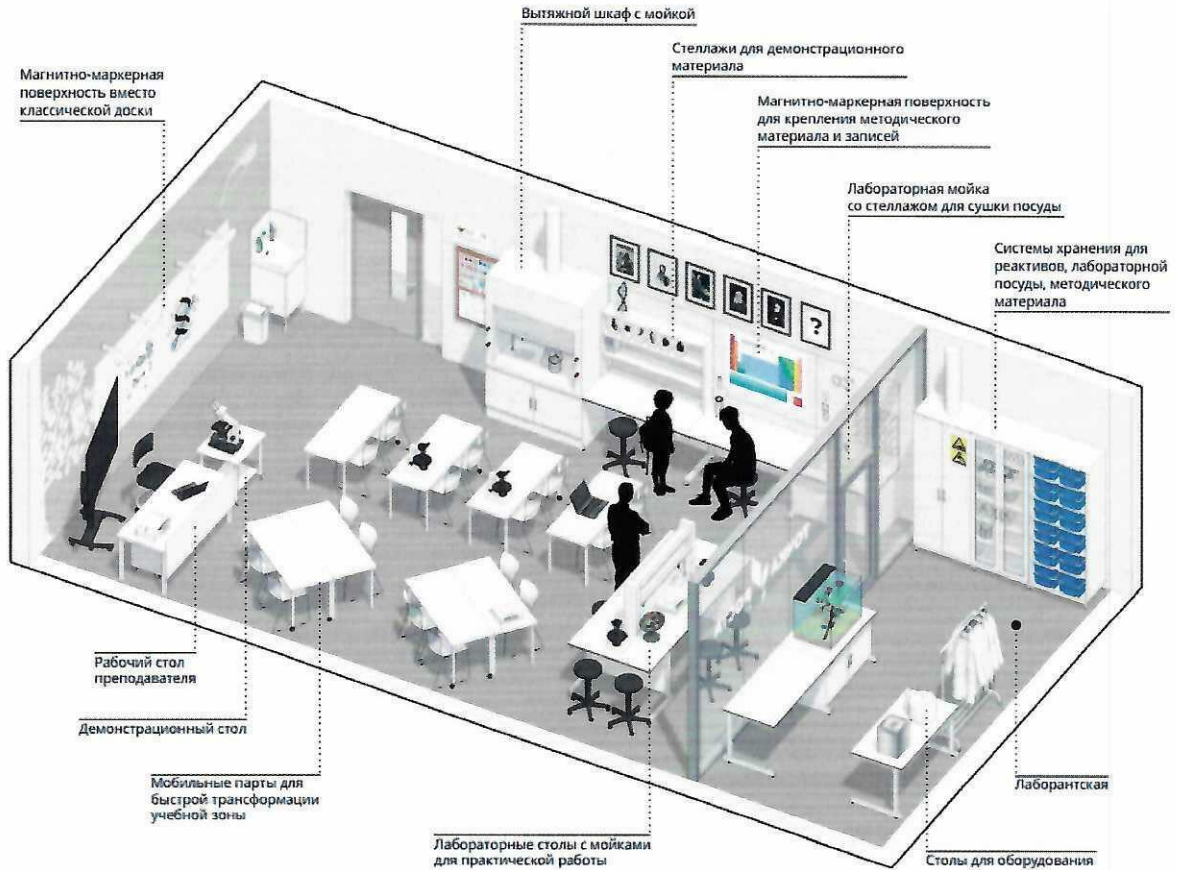 Вытяжной шкаф с мойкой
Стеллажи для демонстрационного
материала
Магнитно-маркерная
поверхность вместо
классической доски
Магнитно-маркерная поверхность
для крепления методического
материала и записей
Лабораторная мойка
со стеллажом для сушки посуды
Системы хранения для
реактивов, лабораторной
посуды, методического
материала
?
Рабочий стол
преподавателя
Демонстрационный стол
Мобильные парты для
быстрой трансформации
учебной зоны
Лабораторные столы с мойками
для практической работы
Лаборантская
Столы для оборудования